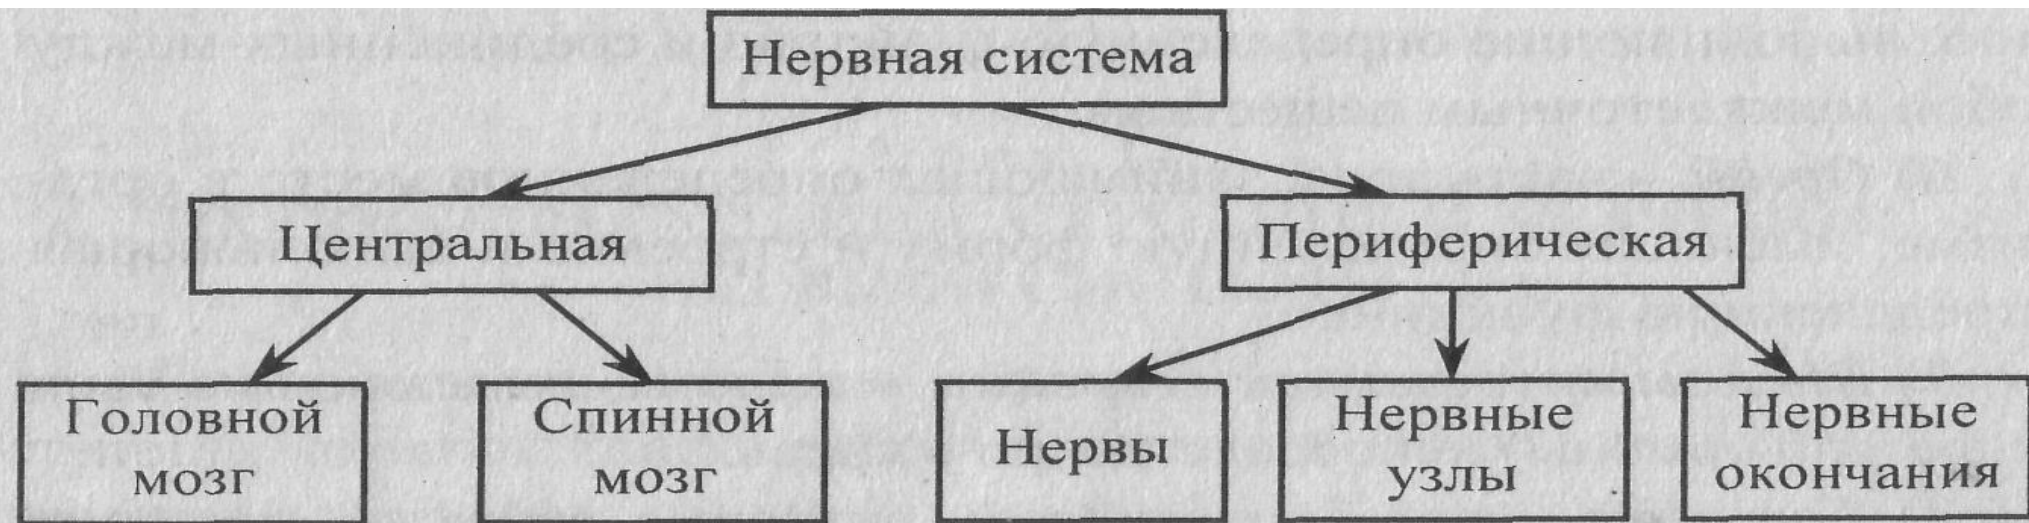 Нервная система
Центральная
Периферическая
Головной
мозг
Спинной
мозг
Нервы
Нервные
узлы
Нервные
окончания